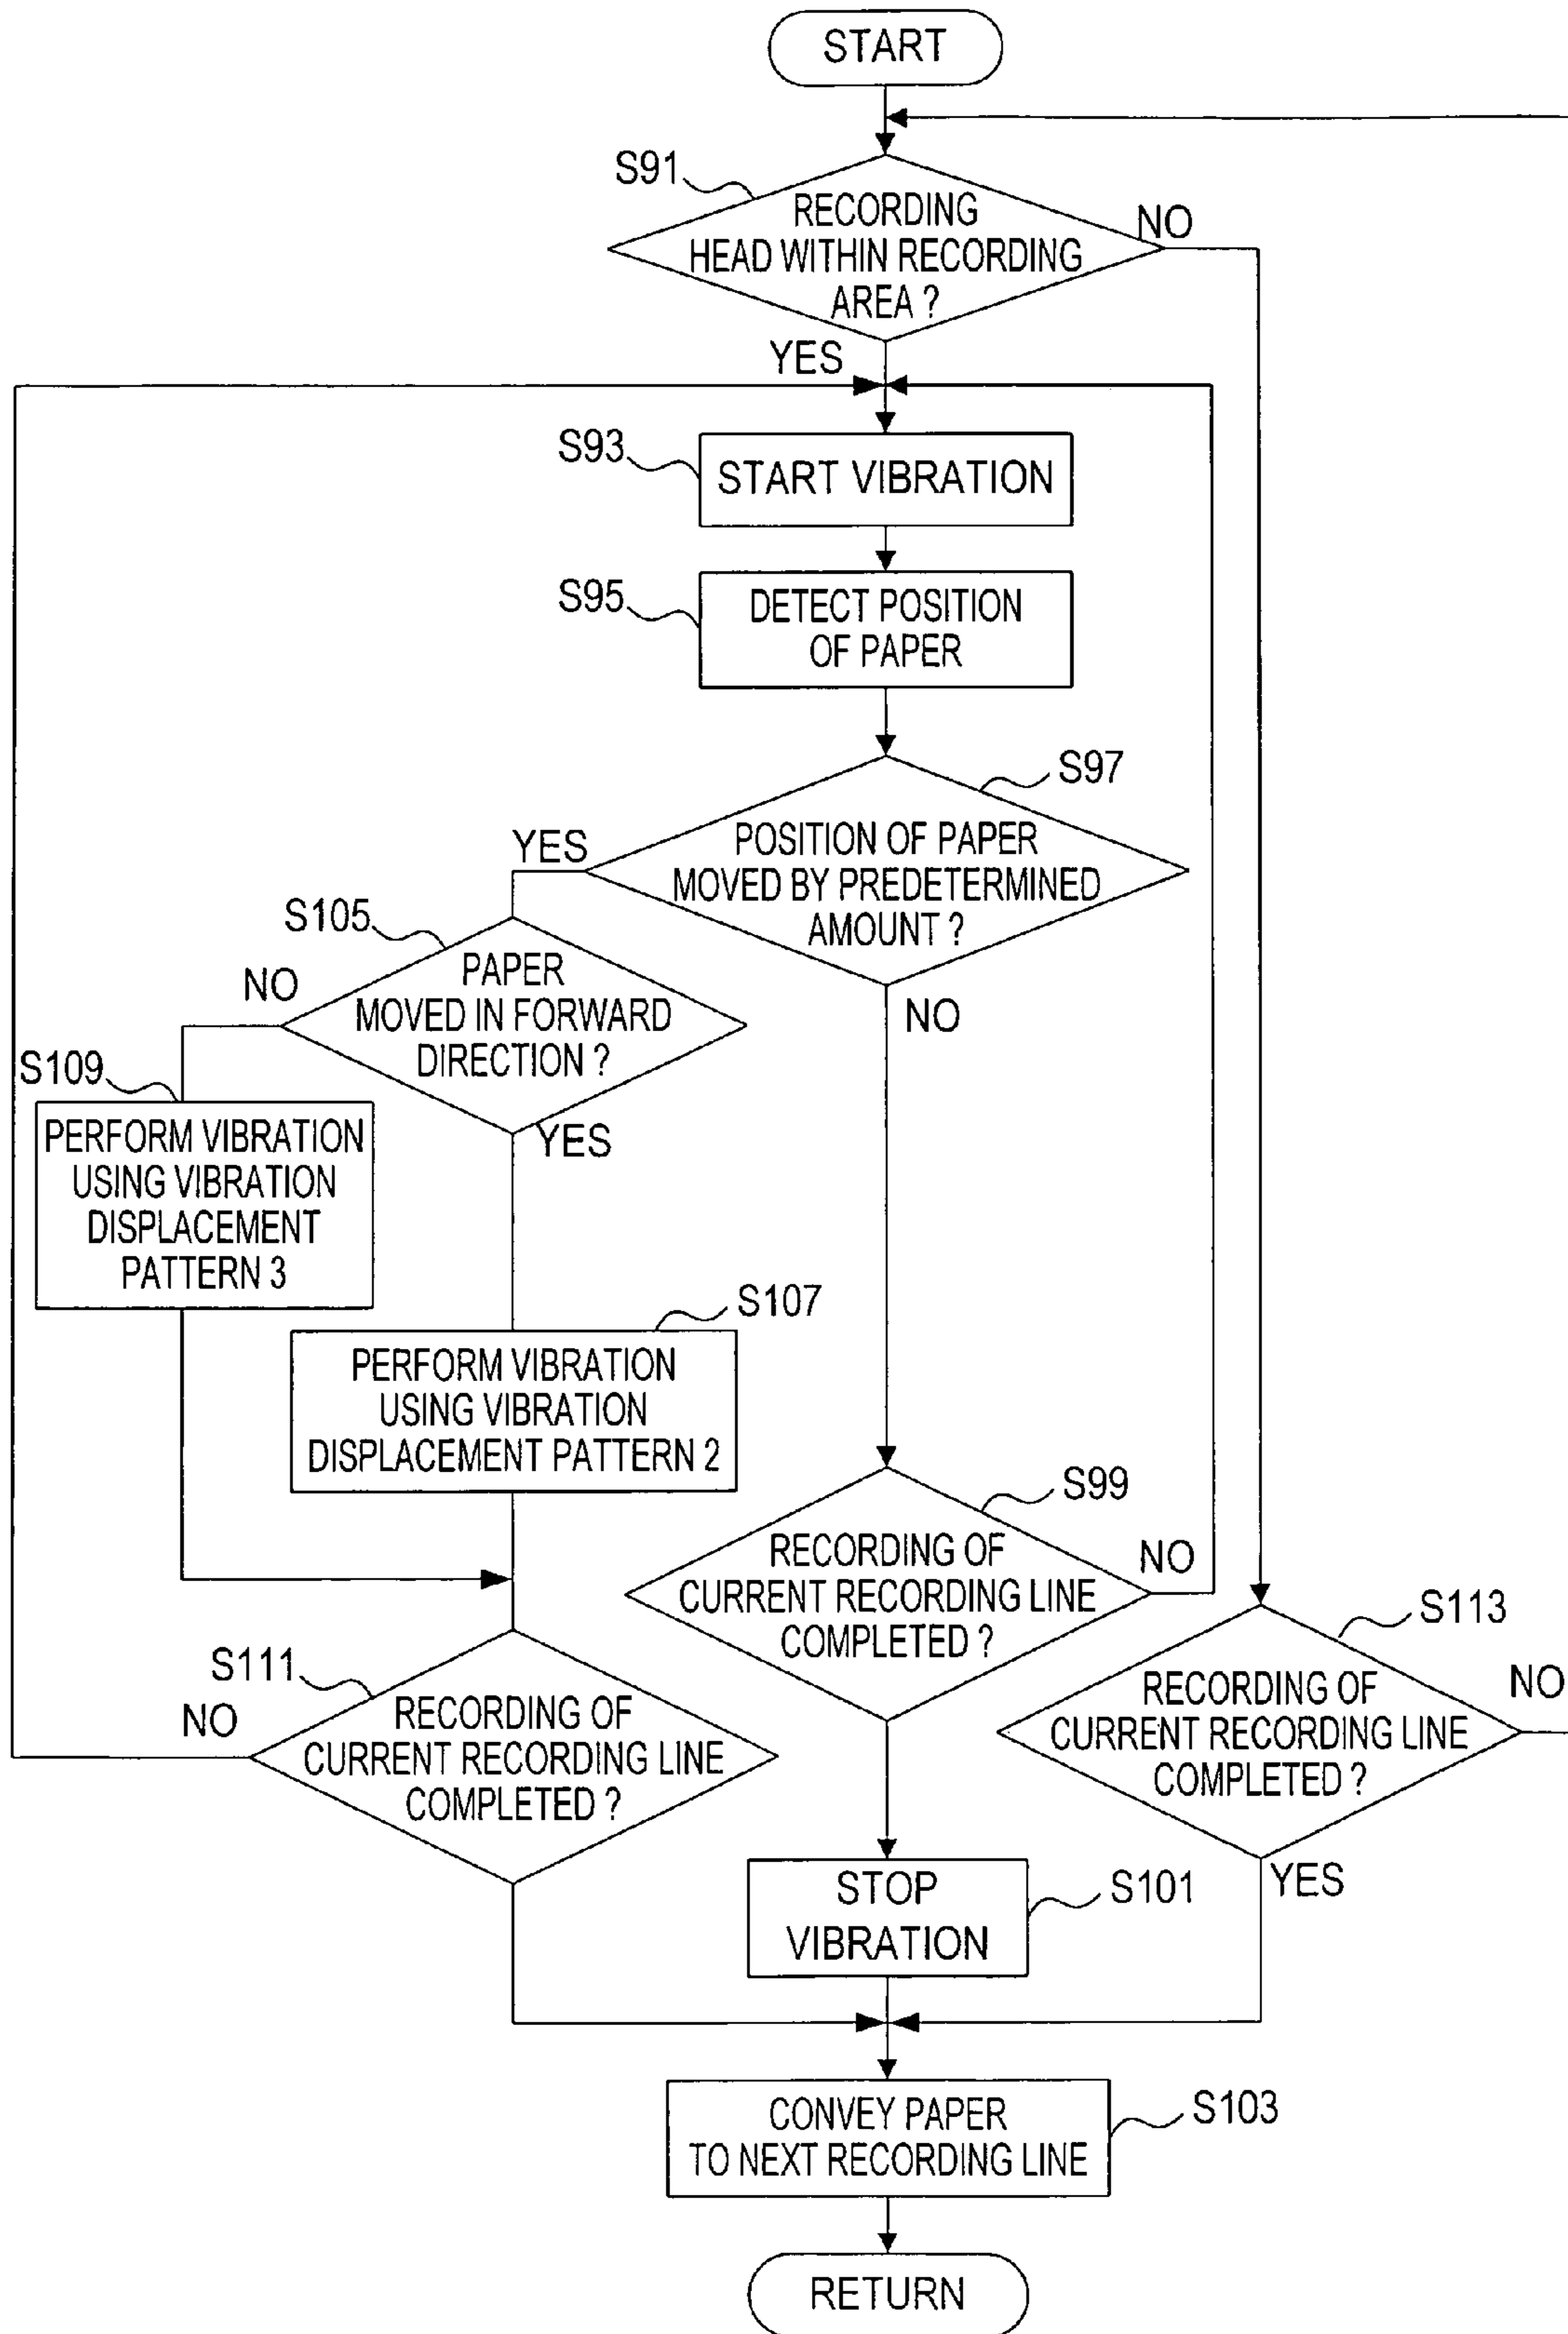 START
S91
RECORDING
HEAD WITHIN RECORDING
AREA ?
NO
YES
S93
START VIBRATION
S95
DETECT POSITION
OF PAPER
S97
POSITION OF PAPER
MOVED BY PREDETERMINED
AMOUNT ?
YES
NO
S105
PAPER
MOVED IN FORWARD
DIRECTION ?
NO
YES
S109
PERFORM VIBRATION
USING VIBRATION
DISPLACEMENT
PATTERN 3
S107
PERFORM VIBRATION
USING VIBRATION
DISPLACEMENT PATTERN 2
S99
RECORDING OF
CURRENT RECORDING LINE
COMPLETED ?
NO
S113
RECORDING OF
CURRENT RECORDING LINE
COMPLETED ?
NO
YES
S111
RECORDING OF
CURRENT RECORDING LINE
COMPLETED ?
NO
STOP
VIBRATION
S101
CONVEY PAPER
TO NEXT RECORDING LINE
S103
RETURN